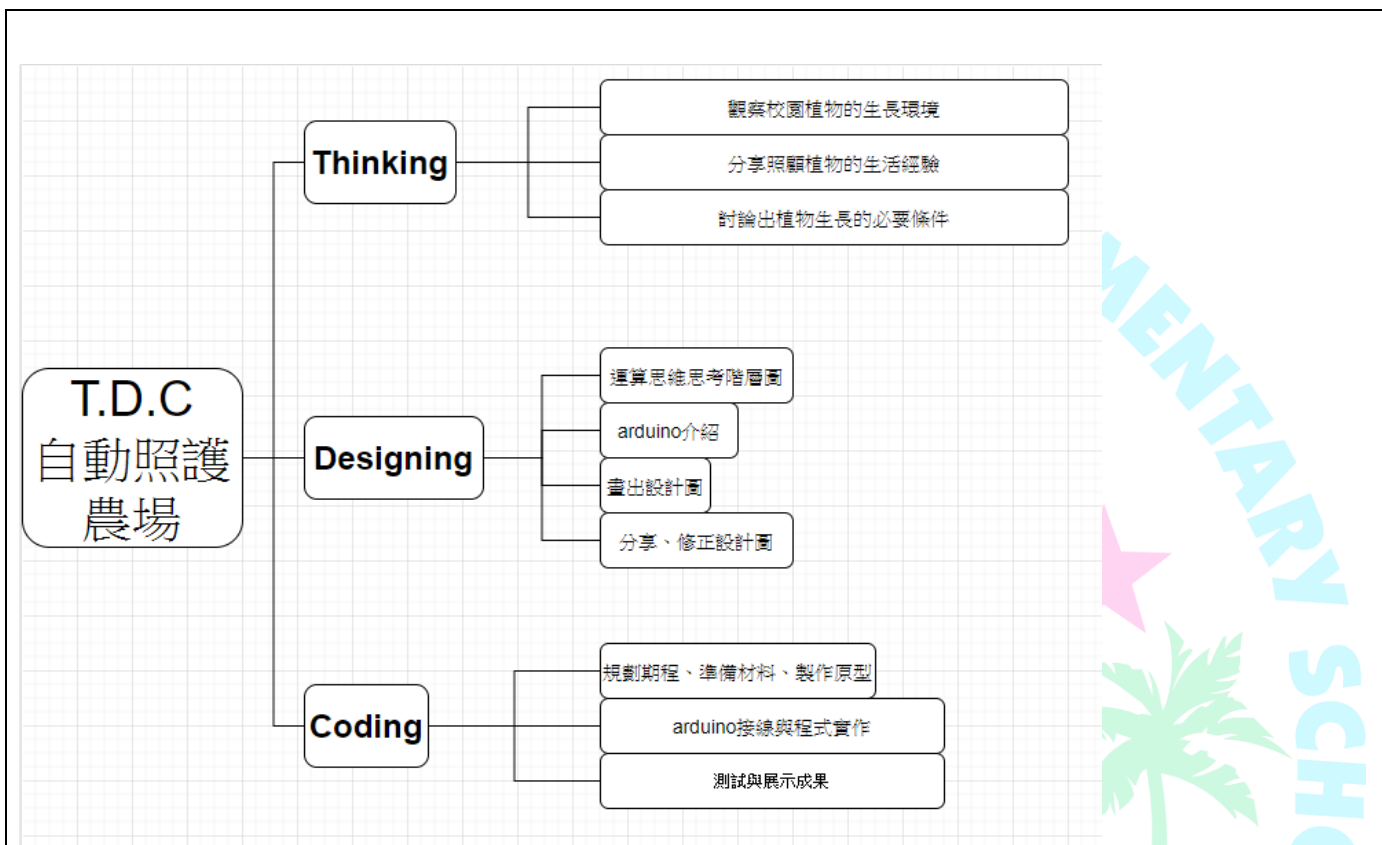 T.D.C
自動照護
農場
Thinking
觀察校園植物的生長環境
分享照顧植物的生活經驗
討論出植物生長的必要條件
Designing
運算思維思考階層圖
arduino介紹
畫出設計圖
分享、修正設計圖
Coding
規劃期程、準備材料、製作原型
arduino接線與程式實作
測試與展示成果
MENTARY SCHO